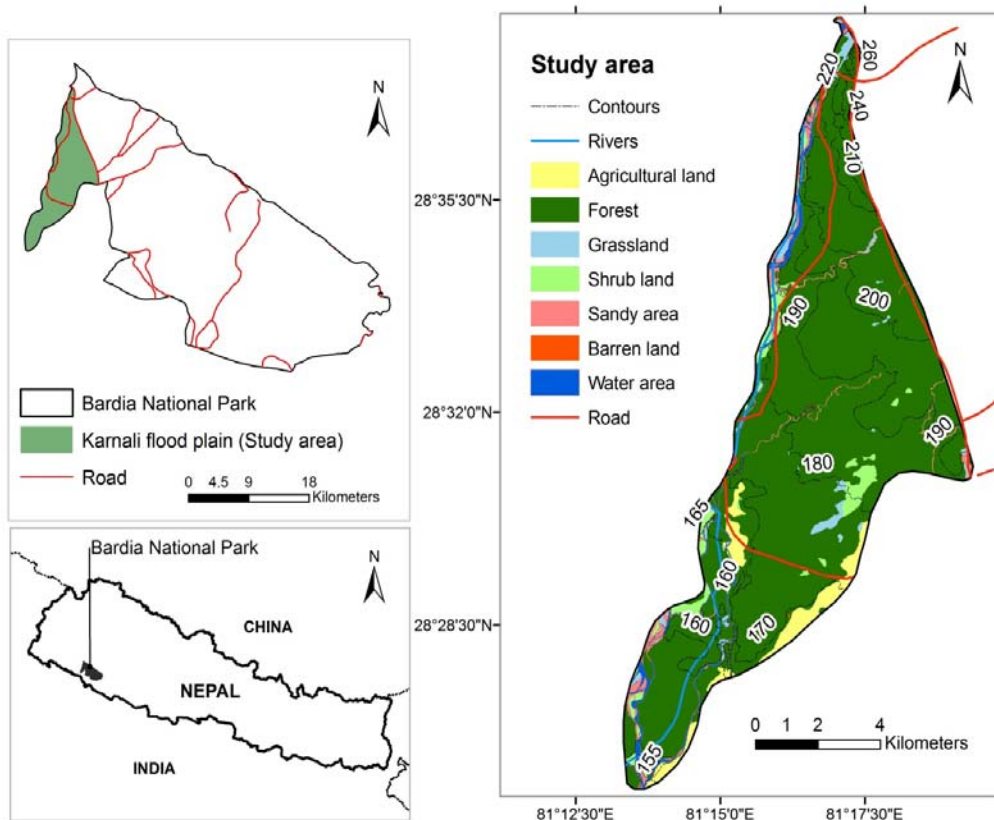 N
Bardia National Park
Karnali flood plain (Study area)
Road
0 4.5 9 18
Kilometers
Bardia National Park
N
CHINA
NEPAL
INDIA
Study area
Contours
Rivers
Agricultural land
Forest
Grassland
Shrub land
Sandy area
Barren land
Water area
Road
N
28°35'30"N
28°32'0"N
28°28'30"N
220
260
240
210
200
190
190
180
165
160
160
170
155
0 1 2 4
Kilometers
81°12'30"E 81°15'0"E 81°17'30"E